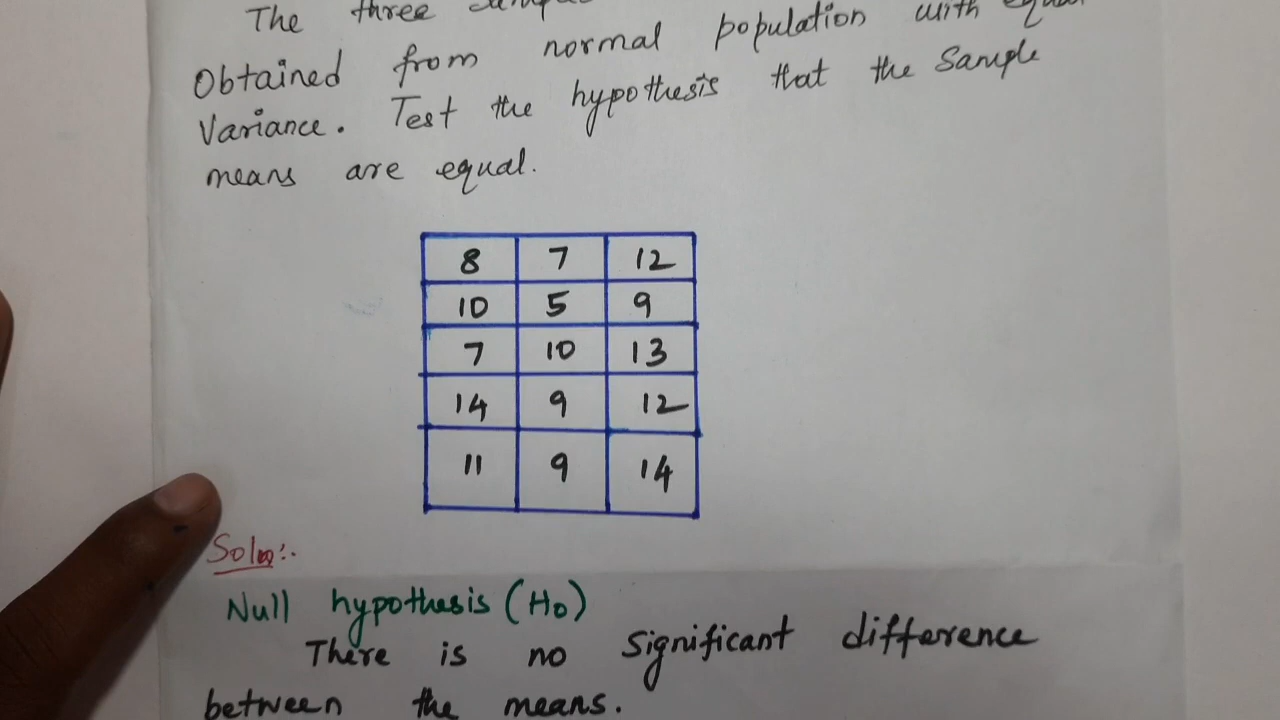 The three
Obtained from normal population with equal
Variance. Test the hypothesis that the Sample
means are equal.
8 7 12
10 5 9
7 10 13
14 9 12
11 9 14
Soln:-
Null hypothesis (H0)
There is no significant difference
between the means.